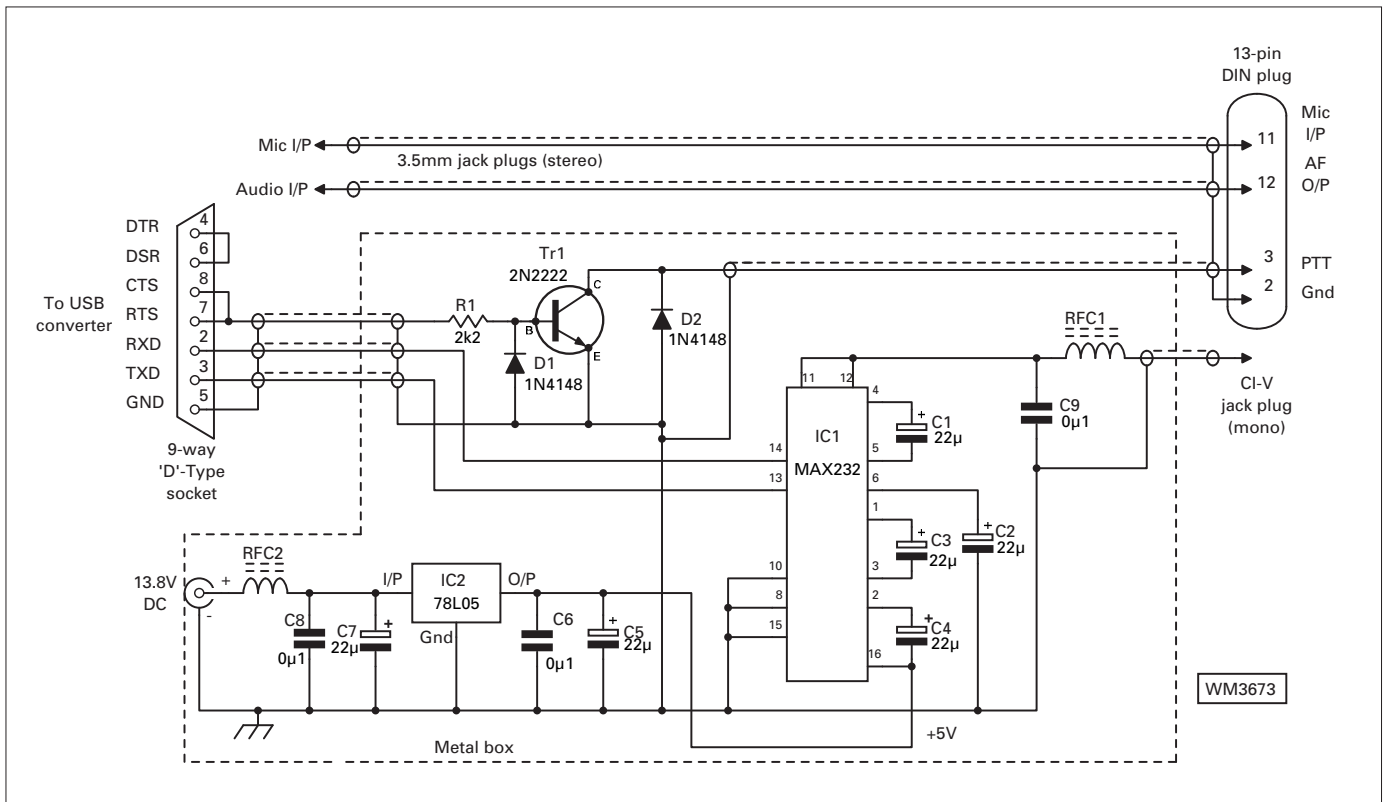 13-pin
DIN plug
Mic
I/P
11
AF
O/P
12
3
PTT
2
Gnd
Mic I/P
3.5mm jack plugs (stereo)
Audio I/P
DTR
4
DSR
6
CTS
8
RTS
7
RXD
2
TXD
3
GND
5
To USB
converter
9-way
'D'-Type
socket
Tr1
2N2222
R1
2k2
B
C
E
D1
1N4148
D2
1N4148
RFC1
CI-V
jack plug
(mono)
C9
0µ1
11
12
4
IC1
MAX232
14
13
5
6
1
3
10
8
2
15
16
+
C1
22µ
+
C2
22µ
+
C3
22µ
+
C4
22µ
13.8V
DC
+
-
RFC2
I/P
IC2
78L05
O/P
Gnd
C8
0µ1
C7
22µ
+
C6
0µ1
+
C5
22µ
+5V
Metal box
WM3673